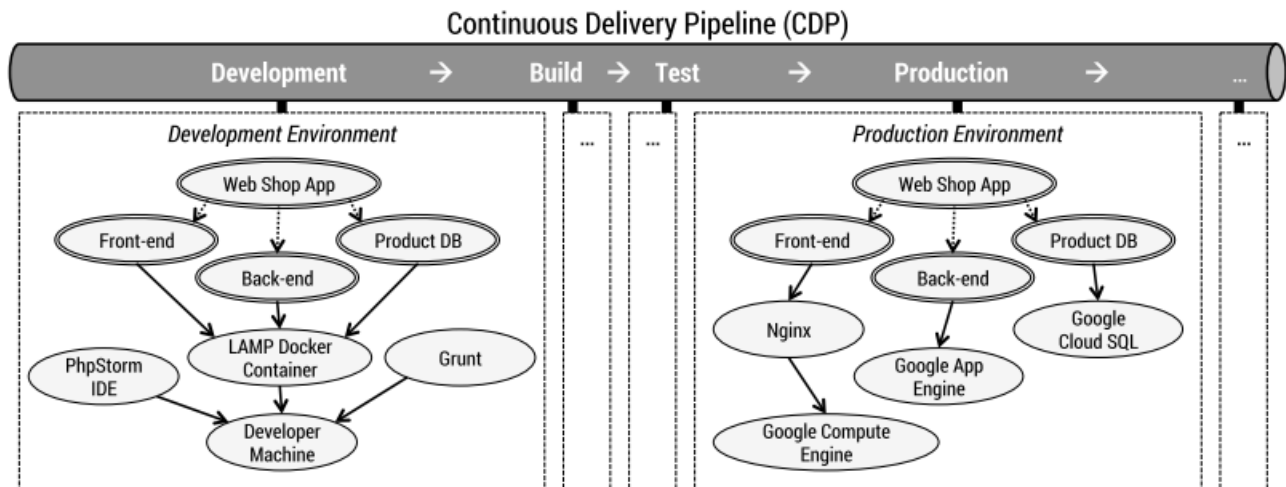 Continuous Delivery Pipeline (CDP)
Development → Build → Test → Production → ...
Development Environment
Web Shop App
Front-end
Product DB
Back-end
LAMP Docker
Container
PhpStorm
IDE
Grunt
Developer
Machine
...
...
Production Environment
Web Shop App
Front-end
Product DB
Back-end
Nginx
Google
Cloud SQL
Google App
Engine
Google Compute
Engine
...